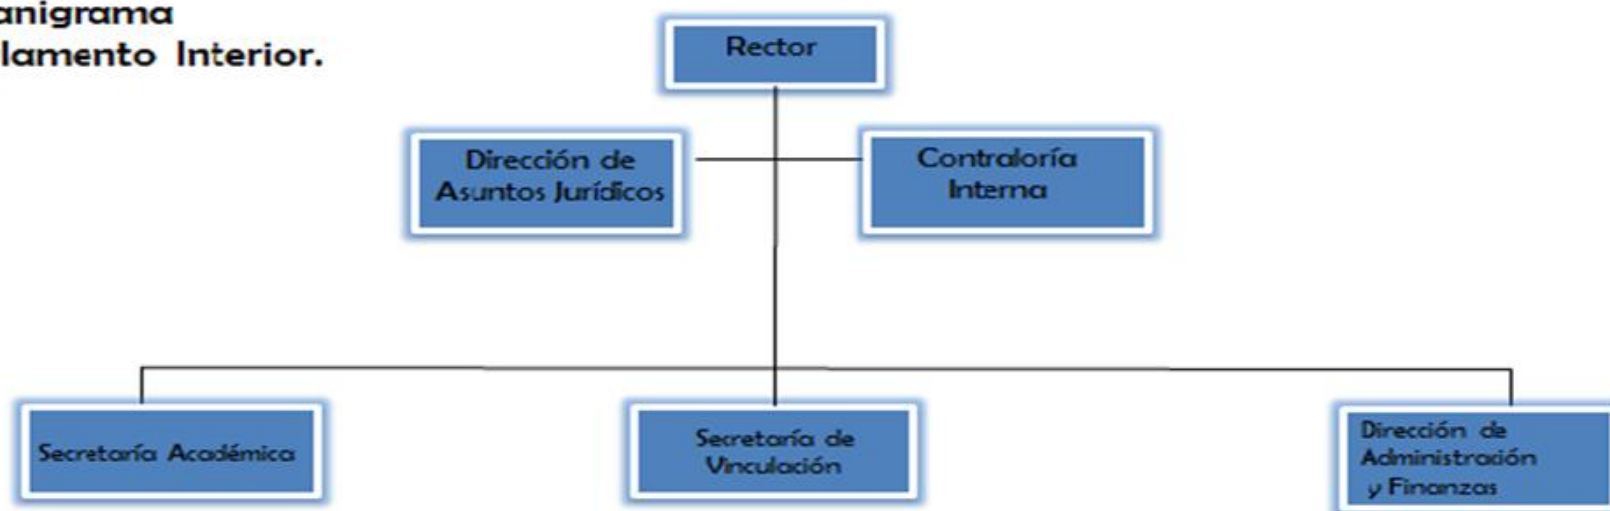 anigrama
lamento Interior.
Rector
Dirección de
Asuntos Jurídicos
Contraloría
Interna
Secretaría Académica
Secretaría de
Vinculación
Dirección de
Administración
y Finanzas